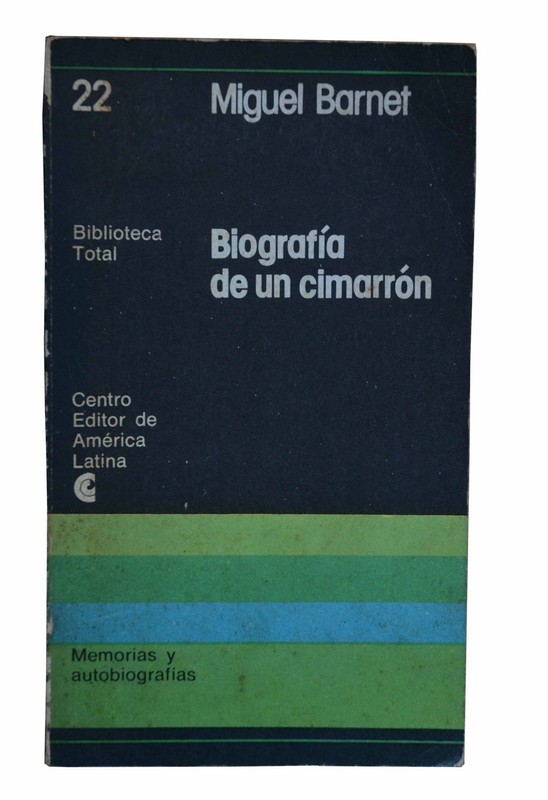 22
Miguel Barnet
Biblioteca
Total
Biografía
de un cimarrón
Centro
Editor de
América
Latina
Memorias y
autobiografías